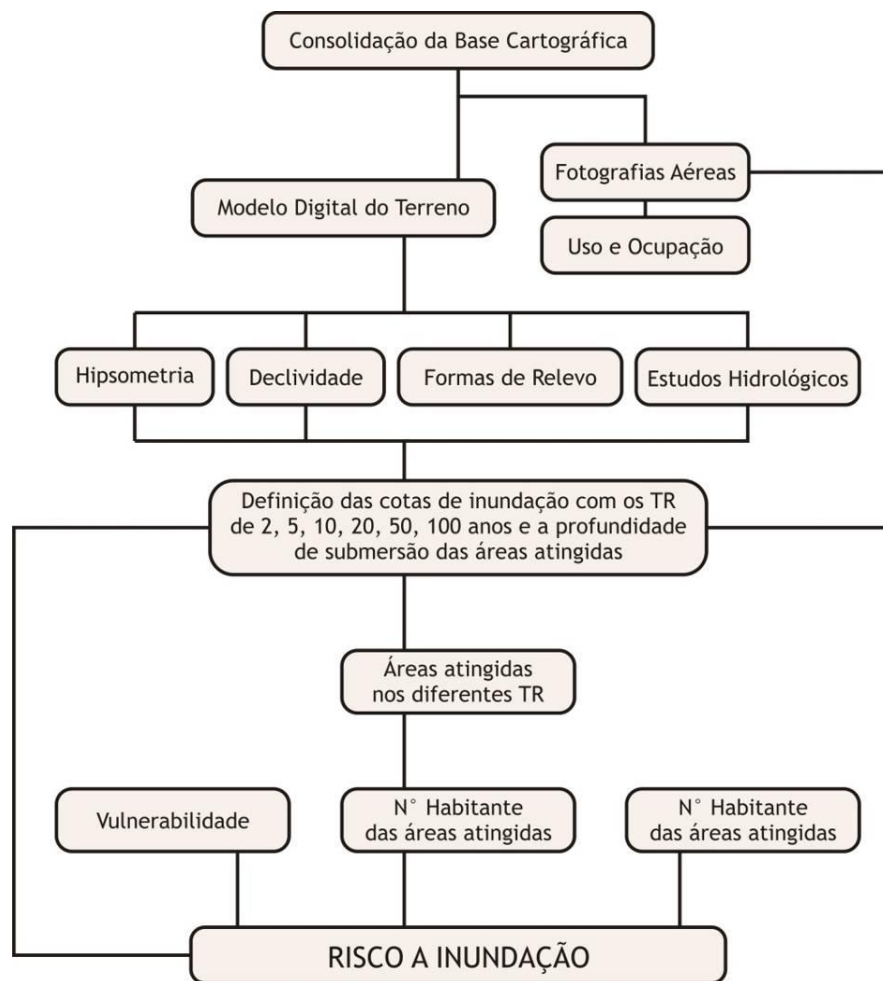 Consolidação da Base Cartográfica
Fotografias Aéreas
Modelo Digital do Terreno
Uso e Ocupação
Hipsometria
Declividade
Formas de Relevo
Estudos Hidrológicos
Definição das cotas de inundação com os TR
de 2, 5, 10, 20, 50, 100 anos e a profundidade
de submersão das áreas atingidas
Áreas atingidas
nos diferentes TR
Vulnerabilidade
N° Habitante
das áreas atingidas
N° Habitante
das áreas atingidas
RISCO A INUNDAÇÃO